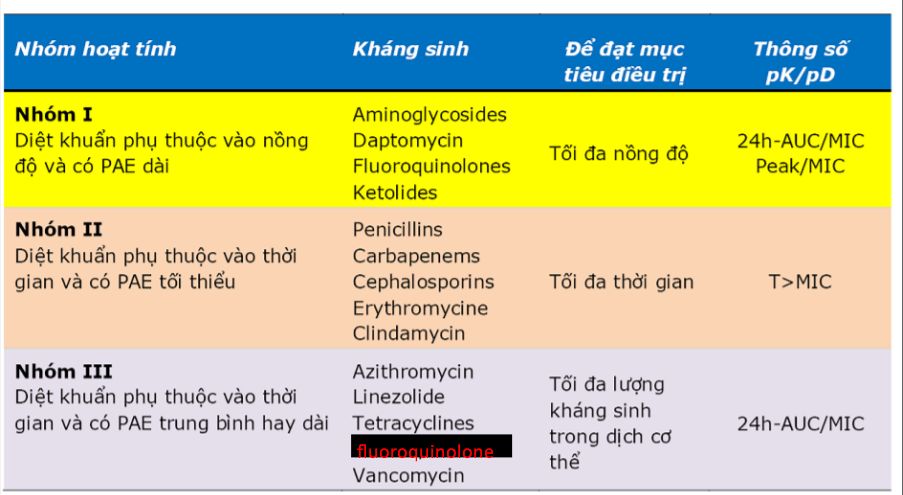 Nhóm hoạt tính
Kháng sinh
Để đạt mục
tiêu điều trị
Thông số
pK/pD
Nhóm I
Diệt khuẩn phụ thuộc vào nồng
độ và có PAE dài
Aminoglycosides
Daptomycin
Fluoroquinolones
Ketolides
Tối đa nồng độ
24h-AUC/MIC
Peak/MIC
Nhóm II
Diệt khuẩn phụ thuộc vào thời
gian và có PAE tối thiểu
Penicillins
Carbapenems
Cephalosporins
Erythromycine
Clindamycin
Tối đa thời gian
T>MIC
Nhóm III
Diệt khuẩn phụ thuộc vào thời
gian và có PAE trung bình hay dài
Azithromycin
Linezolide
Tetracyclines
fluoroquinolone
Vancomycin
Tối đa lượng
kháng sinh
trong dịch cơ
thể
24h-AUC/MIC